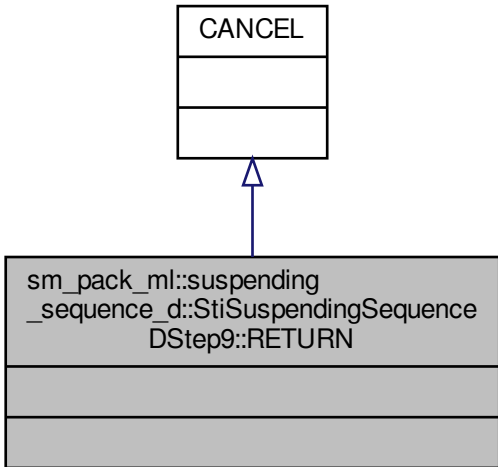 CANCEL
sm_pack_ml::suspending
_sequence_d::StiSuspendingSequence
DStep9::RETURN